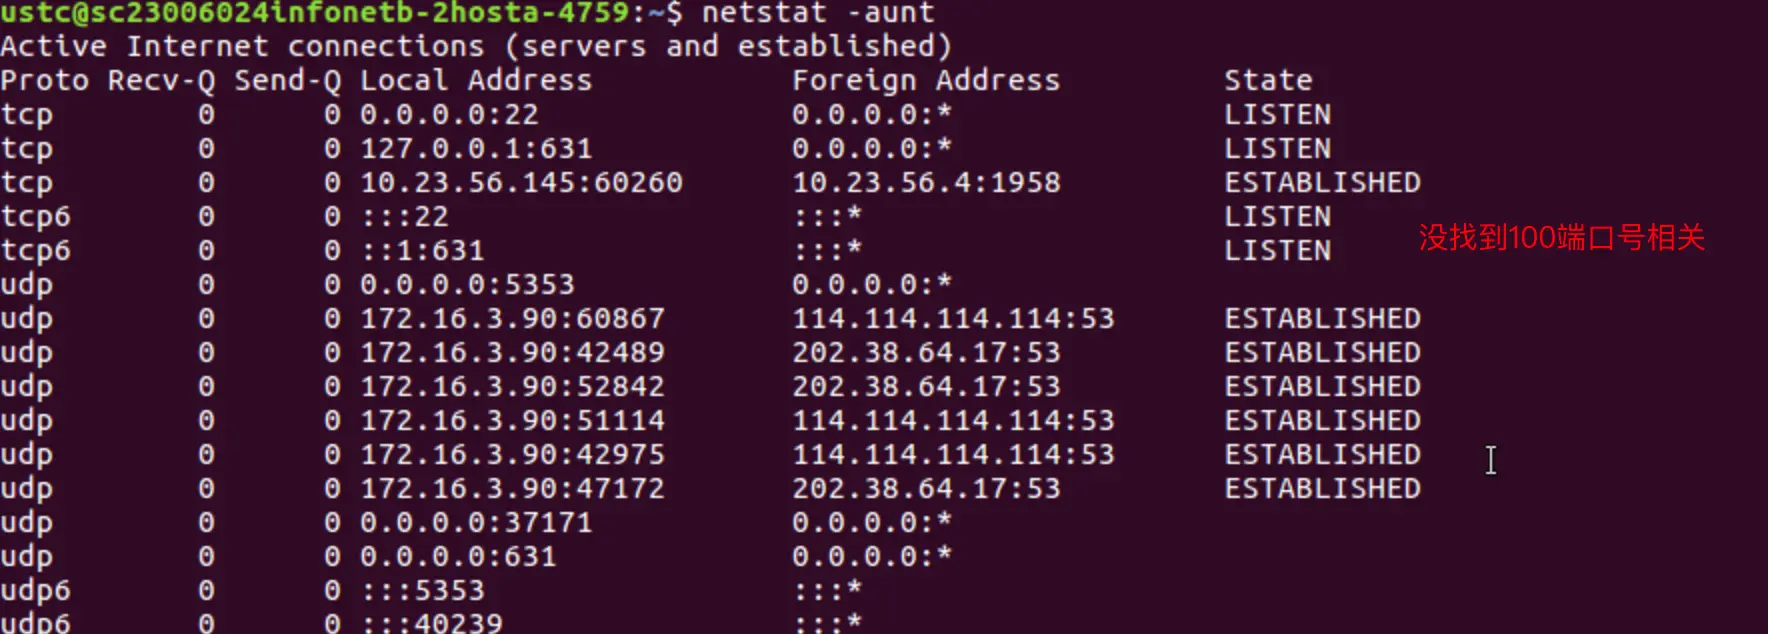 ustc@sc23006024infonetb-2hosta-4759:~$ netstat -aunt
Active Internet connections (servers and established)
Proto Recv-Q Send-Q Local Address           Foreign Address         State
tcp        0      0 0.0.0.0:22              0.0.0.0:*               LISTEN
tcp        0      0 127.0.0.1:631           0.0.0.0:*               LISTEN
tcp        0      0 10.23.56.145:60260      10.23.56.4:1958         ESTABLISHED
tcp6       0      0 :::22                   :::*                    LISTEN
没找到100端口号相关
tcp6       0      0 ::1:631                 :::*                    LISTEN
udp        0      0 0.0.0.0:5353            0.0.0.0:*
udp        0      0 172.16.3.90:60867       114.114.114.114:53      ESTABLISHED
udp        0      0 172.16.3.90:42489       202.38.64.17:53         ESTABLISHED
udp        0      0 172.16.3.90:52842       202.38.64.17:53         ESTABLISHED
udp        0      0 172.16.3.90:51114       114.114.114.114:53      ESTABLISHED
udp        0      0 172.16.3.90:42975       114.114.114.114:53      ESTABLISHED
udp        0      0 172.16.3.90:47172       202.38.64.17:53         ESTABLISHED
udp        0      0 0.0.0.0:37171           0.0.0.0:*
udp        0      0 0.0.0.0:631             0.0.0.0:*
udp6       0      0 :::5353                 :::*
udp6       0      0 :::40239                :::*